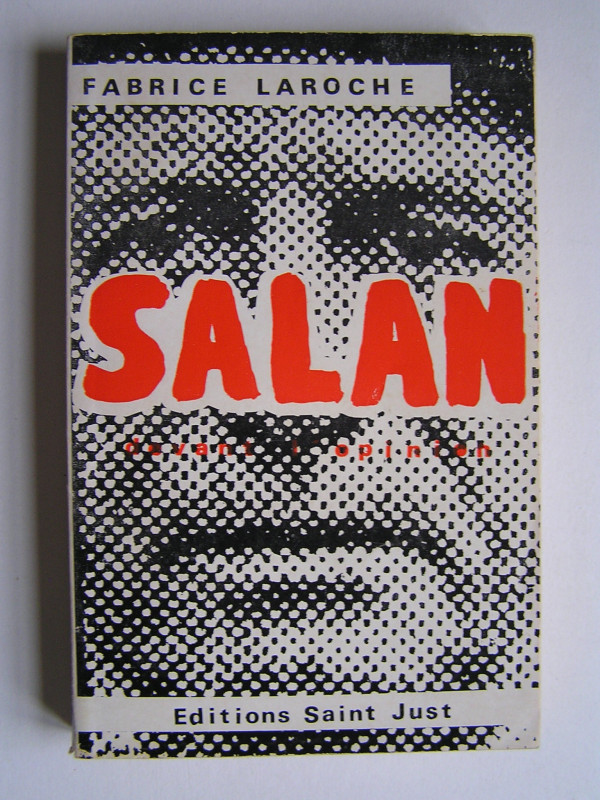 FABRICE LAROCHE
SALAN
devant l'opinion
Editions Saint Just